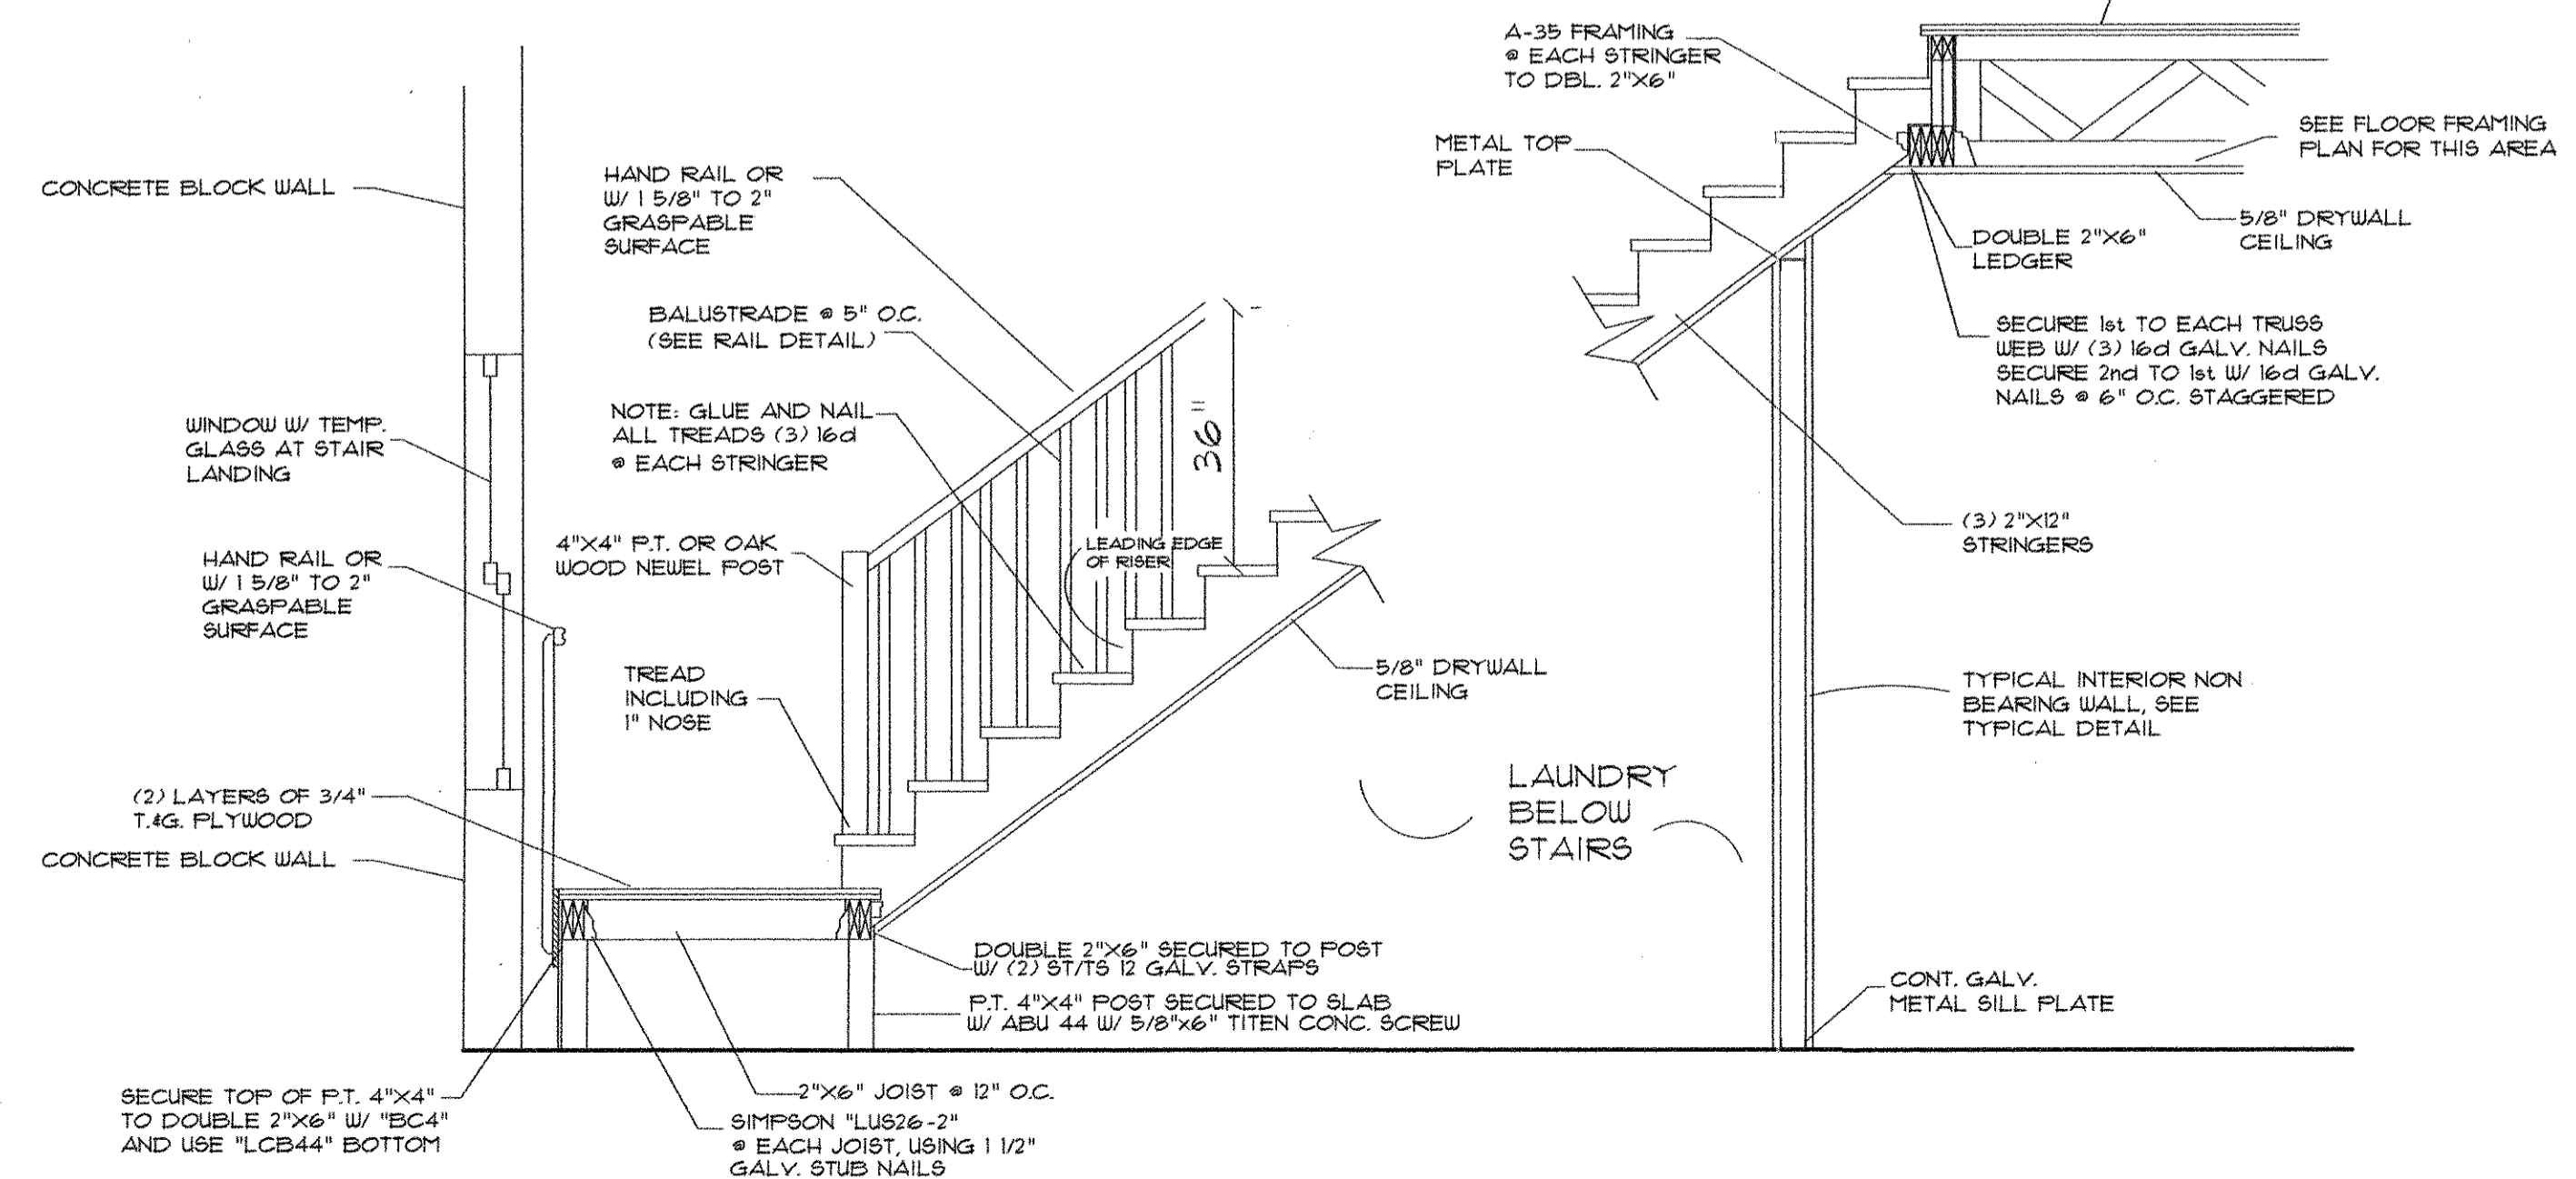 CONCRETE BLOCK WALL
WINDOW W/ TEMP.
GLASS AT STAIR
LANDING
HAND RAIL OR
W/ 1 5/8" TO 2"
GRASPABLE
SURFACE
(2) LAYERS OF 3/4"
T.&G. PLYWOOD
CONCRETE BLOCK WALL
SECURE TOP OF P.T. 4"X4"
TO DOUBLE 2"X6" W/ "BC4"
AND USE "LCB44" BOTTOM
HAND RAIL OR
W/ 1 5/8" TO 2"
GRASPABLE
SURFACE
BALUSTRADE @ 5" O.C.
(SEE RAIL DETAIL)
NOTE: GLUE AND NAIL
ALL TREADS (3) 16d
@ EACH STRINGER
4"X4" P.T. OR OAK
WOOD NEWEL POST
TREAD
INCLUDING
1" NOSE
LEADING EDGE
OF RISER
36"
5/8" DRYWALL
CEILING
DOUBLE 2"X6" SECURED TO POST
W/ (2) ST/TS 12 GALV. STRAPS
P.T. 4"X4" POST SECURED TO SLAB
W/ ABU 44 W/ 5/8"x6" TITEN CONC. SCREW
2"X6" JOIST @ 12" O.C.
SIMPSON "LUS26-2"
@ EACH JOIST, USING 1 1/2"
GALV. STUB NAILS
A-35 FRAMING
@ EACH STRINGER
TO DBL. 2"X6"
METAL TOP
PLATE
SEE FLOOR FRAMING
PLAN FOR THIS AREA
5/8" DRYWALL
CEILING
DOUBLE 2"X6"
LEDGER
SECURE 1st TO EACH TRUSS
WEB W/ (3) 16d GALV. NAILS
SECURE 2nd TO 1st W/ 16d GALV.
NAILS @ 6" O.C. STAGGERED
(3) 2"X12"
STRINGERS
LAUNDRY
BELOW
STAIRS
TYPICAL INTERIOR NON
BEARING WALL, SEE
TYPICAL DETAIL
CONT. GALV.
METAL SILL PLATE